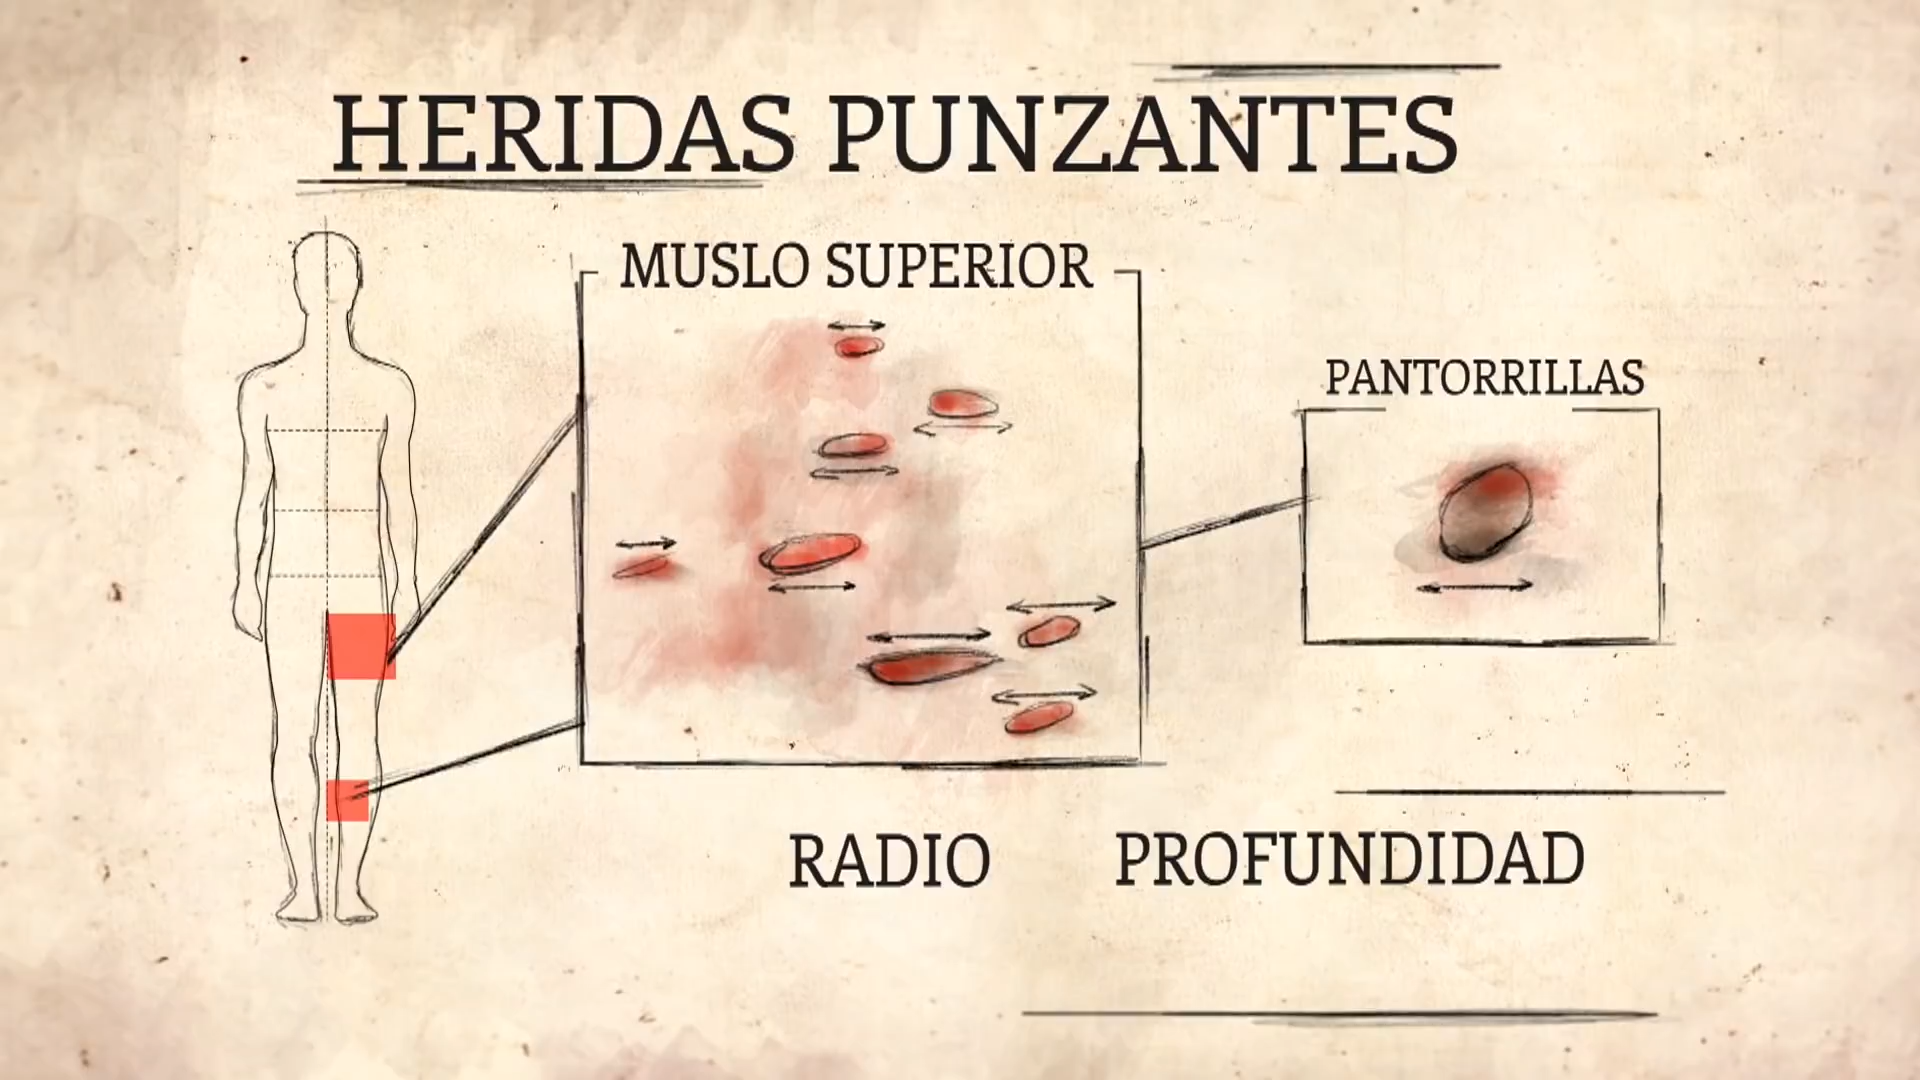 HERIDAS PUNZANTES
MUSLO SUPERIOR
PANTORRILLAS
RADIO
PROFUNDIDAD